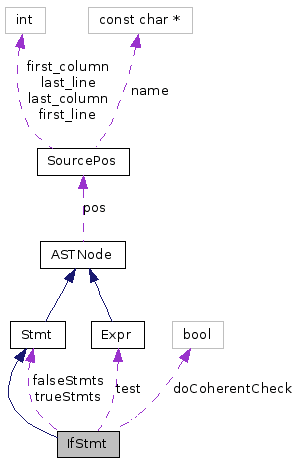 int
const char *
first_column
last_line
last_column
first_line
name
SourcePos
pos
ASTNode
Stmt
Expr
bool
falseStmts
trueStmts
test
doCoherentCheck
IfStmt